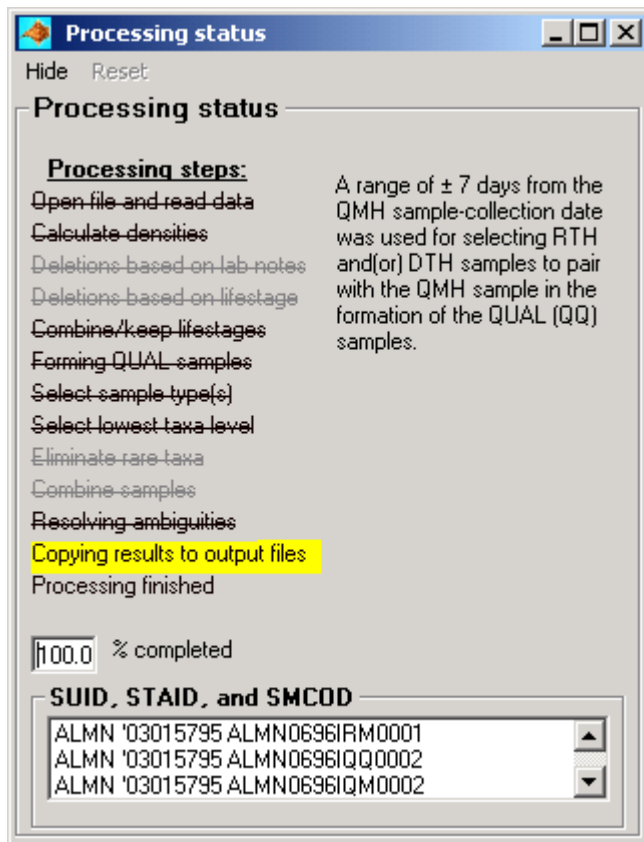 Processing status
Hide Reset
Processing status
Processing steps:
Open file and read data
Calculate densities
Deletions based on lab notes
Deletions based on lifestage
Combine/keep lifestages
Forming QUAL samples
Select sample type(s)
Select lowest taxa level
Eliminate rare taxa
Combine samples
Resolving ambiguities
Copying results to output files
Processing finished
A range of ± 7 days from the
QMH sample-collection date
was used for selecting RTH
and(or) DTH samples to pair
with the QMH sample in the
formation of the QUAL (QQ)
samples.
100.0 % completed
SUID, STAID, and SMCOD
ALMN '03015795 ALMN0696IRM0001
ALMN '03015795 ALMN0696IQQ0002
ALMN '03015795 ALMN0696IQM0002